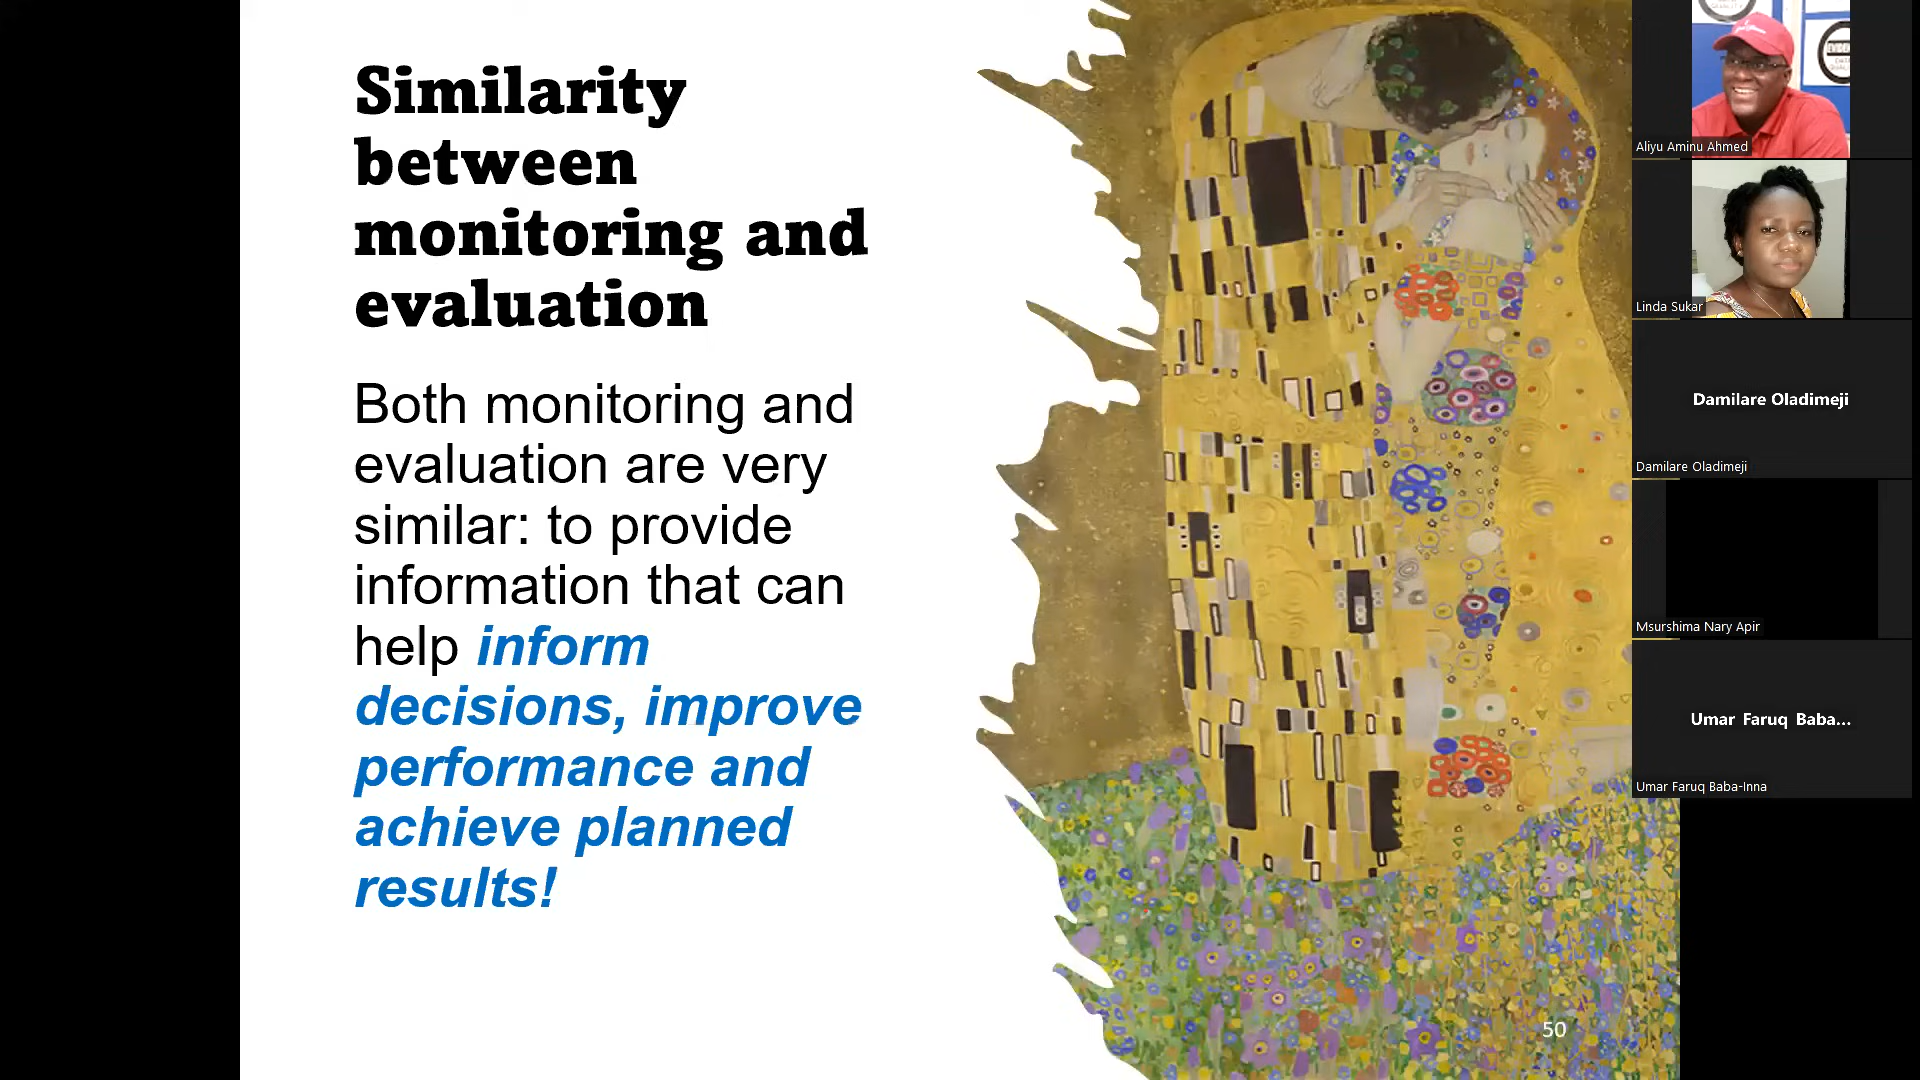 Similarity
between
monitoring and
evaluation
Both monitoring and
evaluation are very
similar: to provide
information that can
help inform
decisions, improve
performance and
achieve planned
results!
50
Aliyu Aminu Ahmed
Linda Sukar
Damilare Oladimeji
Damilare Oladimeji
Msurshima Nary Apir
Umar Faruq Baba...
Umar Faruq Baba-Inna